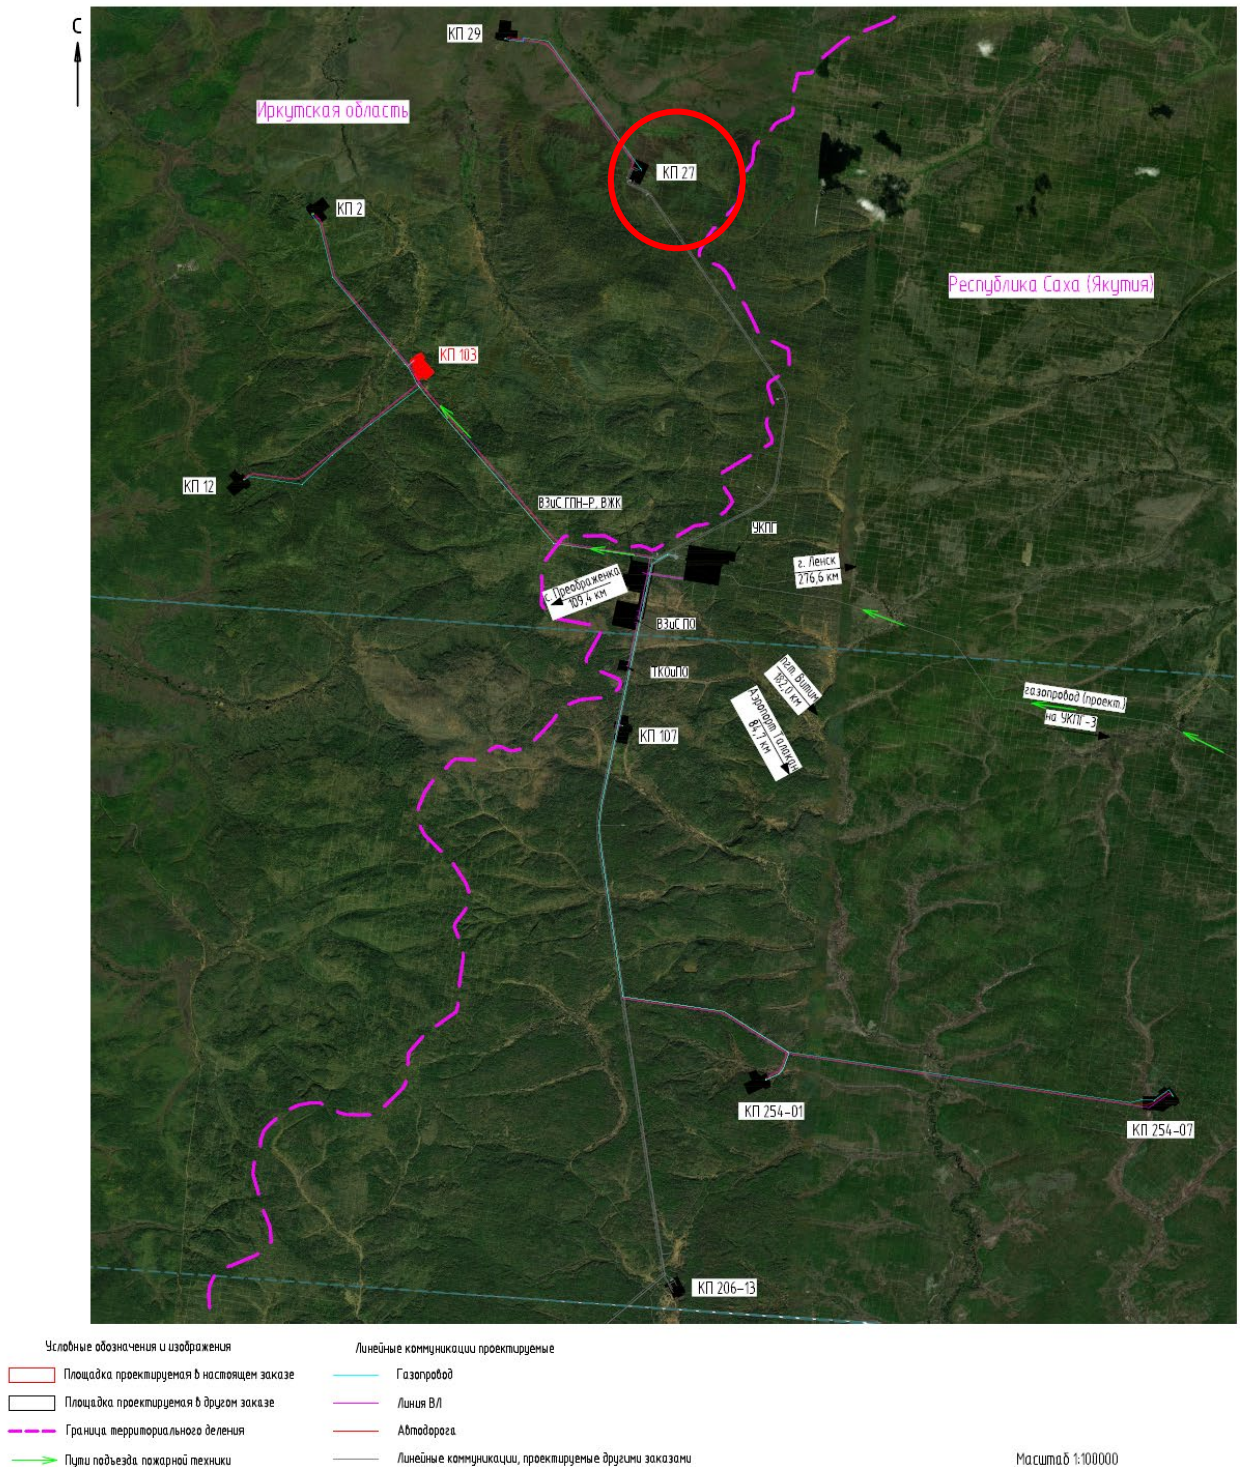 С
КП 29
Иркутская область
КП 27
КП 2
Республика Саха (Якутия)
КП 103
КП 12
ВЗиС ГПН-Р, ВЖК
УКПГ
г. Ленск
276,6 км
с. Преображенка
109,4 км
ВЗиС ПО
ТКОиПО
пгт. Витим
182,0 км
Аэропорт Талакан
84,7 км
газопровод (проект.)
на УКПГ-3
КП 107
КП 254-01
КП 254-07
КП 206-13
Условные обозначения и изображения
Площадка проектируемая в настоящем заказе
Площадка проектируемая в другом заказе
Граница территориального деления
Пути подъезда пожарной техники
Линейные коммуникации проектируемые
Газопровод
Линия ВЛ
Автодорога
Линейные коммуникации, проектируемые другими заказами
Масштаб 1:100000